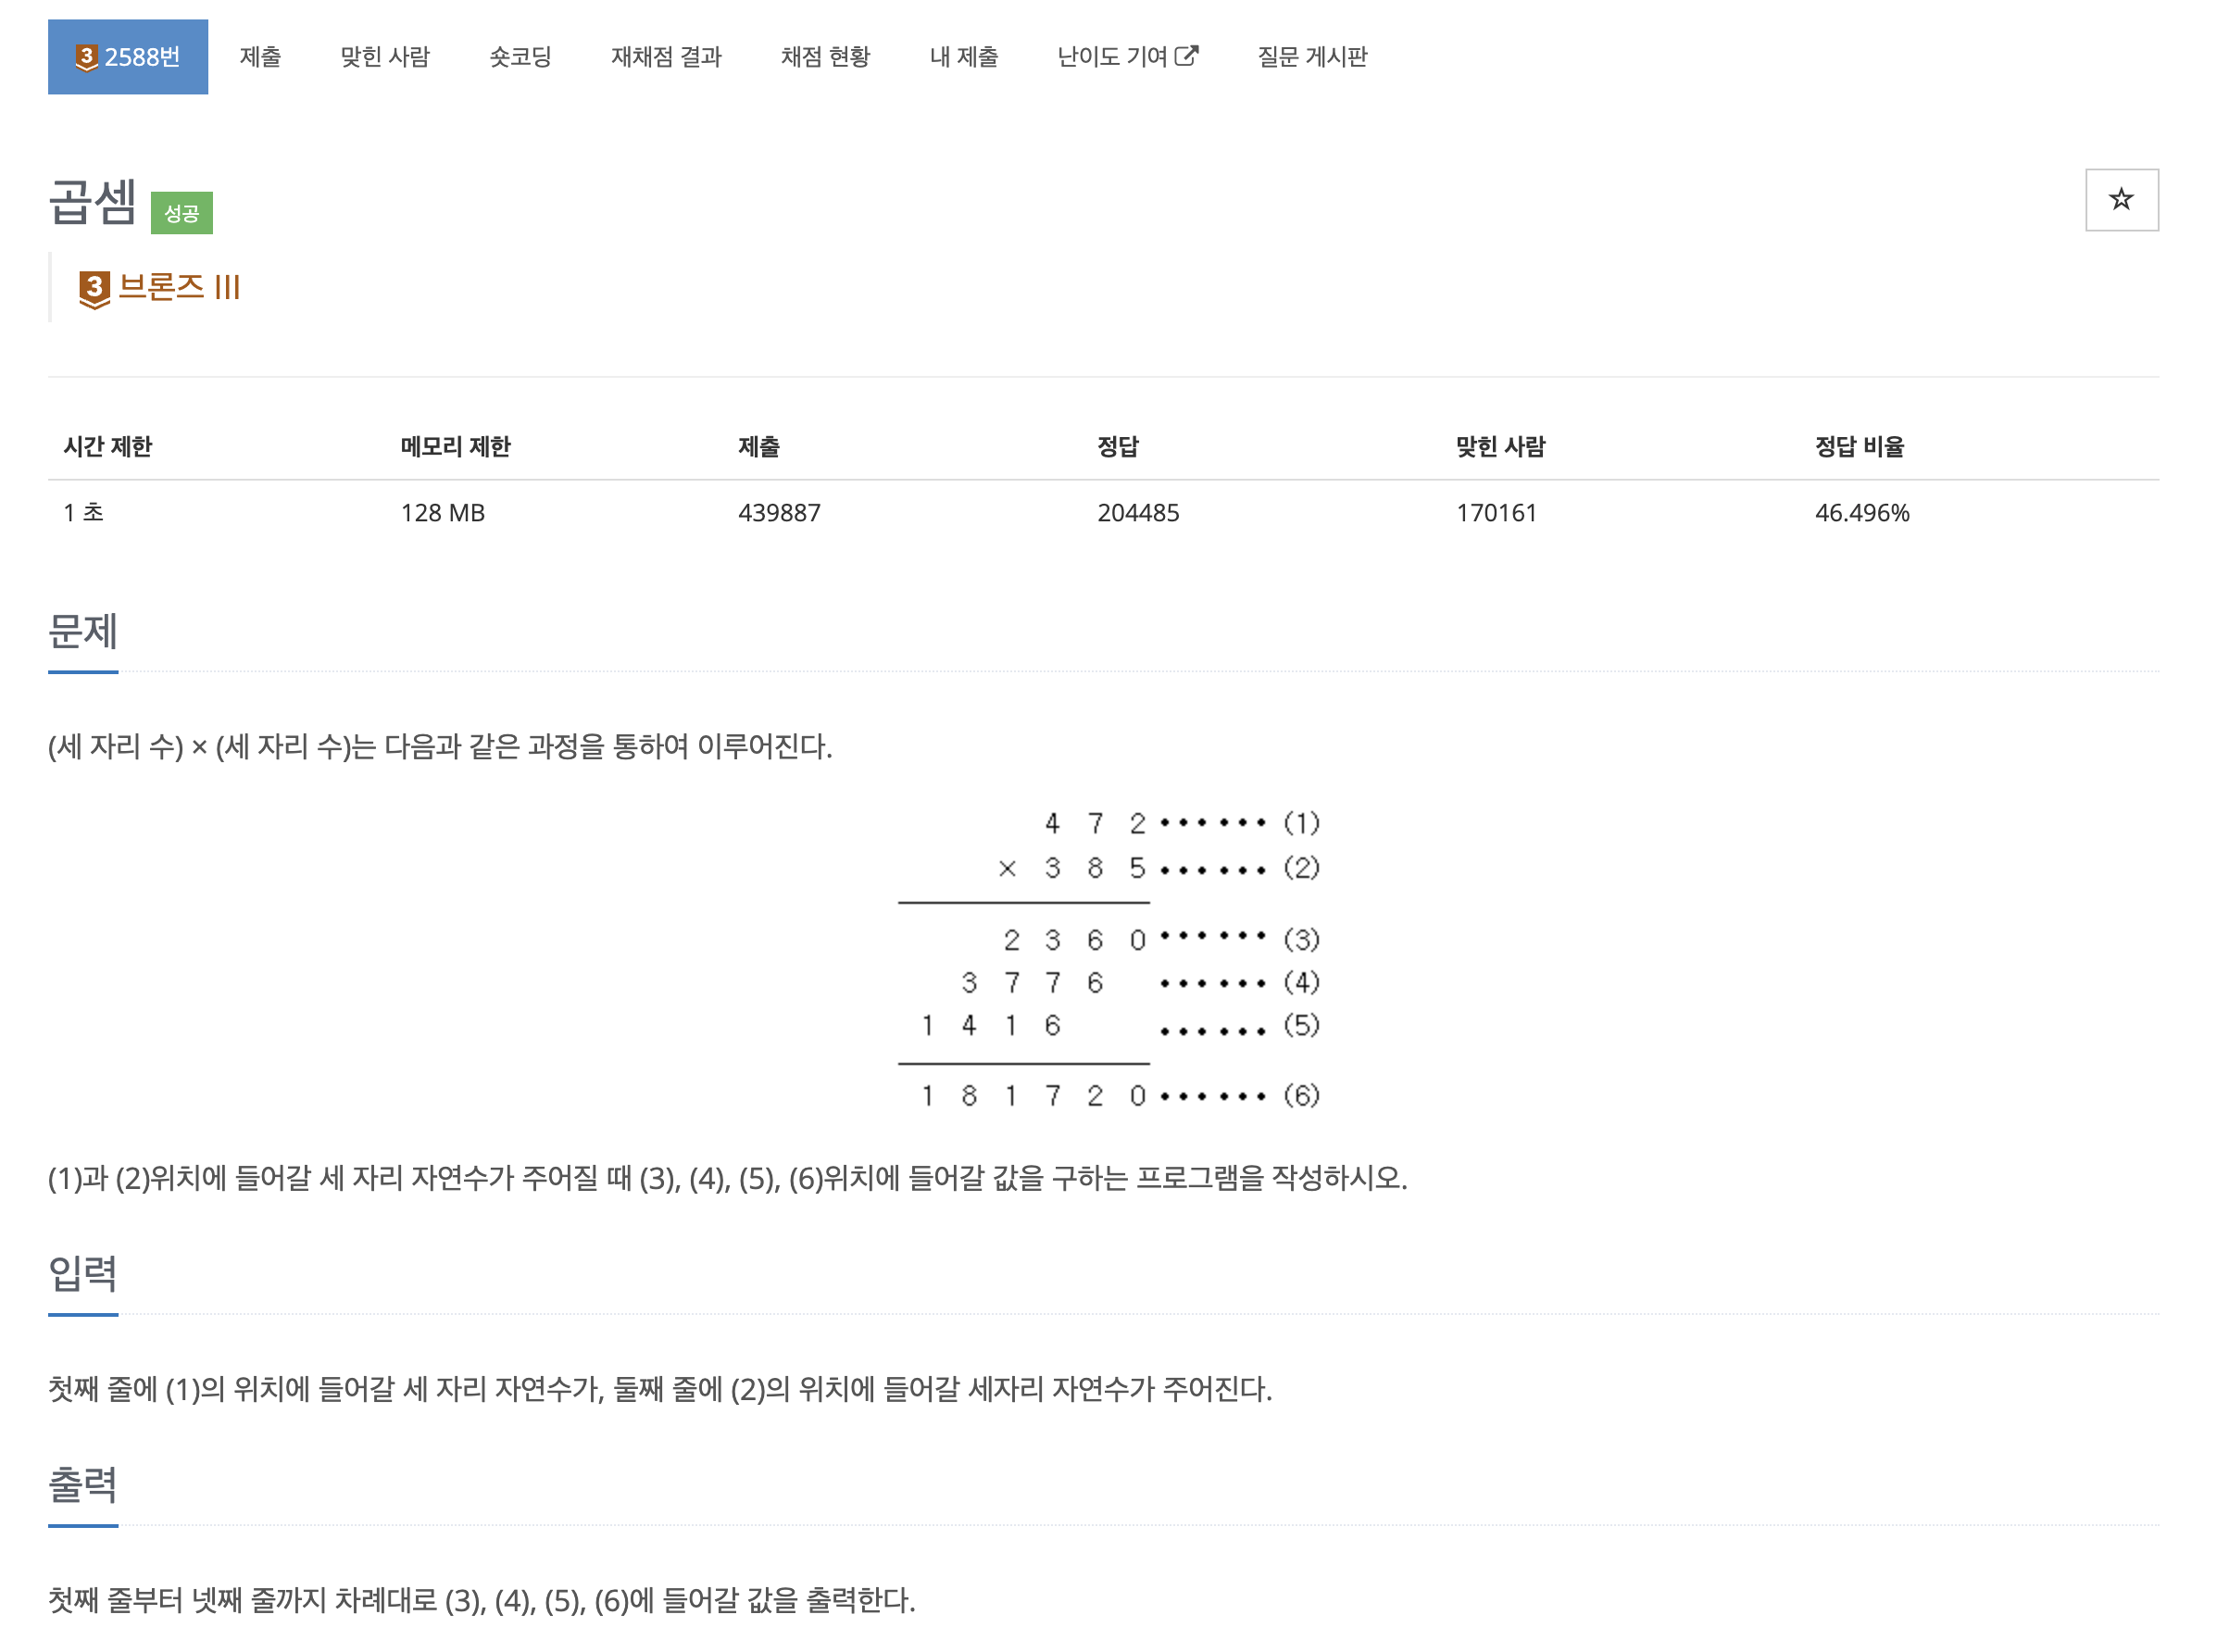 3 2588번 제출 맞힌 사람 숏코딩 재채점 결과 채점 현황 내 제출 난이도 기여 질문 게시판
곱셈 성공
3 브론즈 III
시간 제한 메모리 제한 제출 정답 맞힌 사람 정답 비율
1 초 128 MB 439887 204485 170161 46.496%
문제
(세 자리 수) × (세 자리 수)는 다음과 같은 과정을 통하여 이루어진다.
4 7 2 •••••• (1)
× 3 8 5 •••••• (2)
2 3 6 0 •••••• (3)
3 7 7 6 •••••• (4)
1 4 1 6 •••••• (5)
1 8 1 7 2 0 •••••• (6)
(1)과 (2)위치에 들어갈 세 자리 자연수가 주어질 때 (3), (4), (5), (6)위치에 들어갈 값을 구하는 프로그램을 작성하시오.
입력
첫째 줄에 (1)의 위치에 들어갈 세 자리 자연수가, 둘째 줄에 (2)의 위치에 들어갈 세자리 자연수가 주어진다.
출력
첫째 줄부터 넷째 줄까지 차례대로 (3), (4), (5), (6)에 들어갈 값을 출력한다.